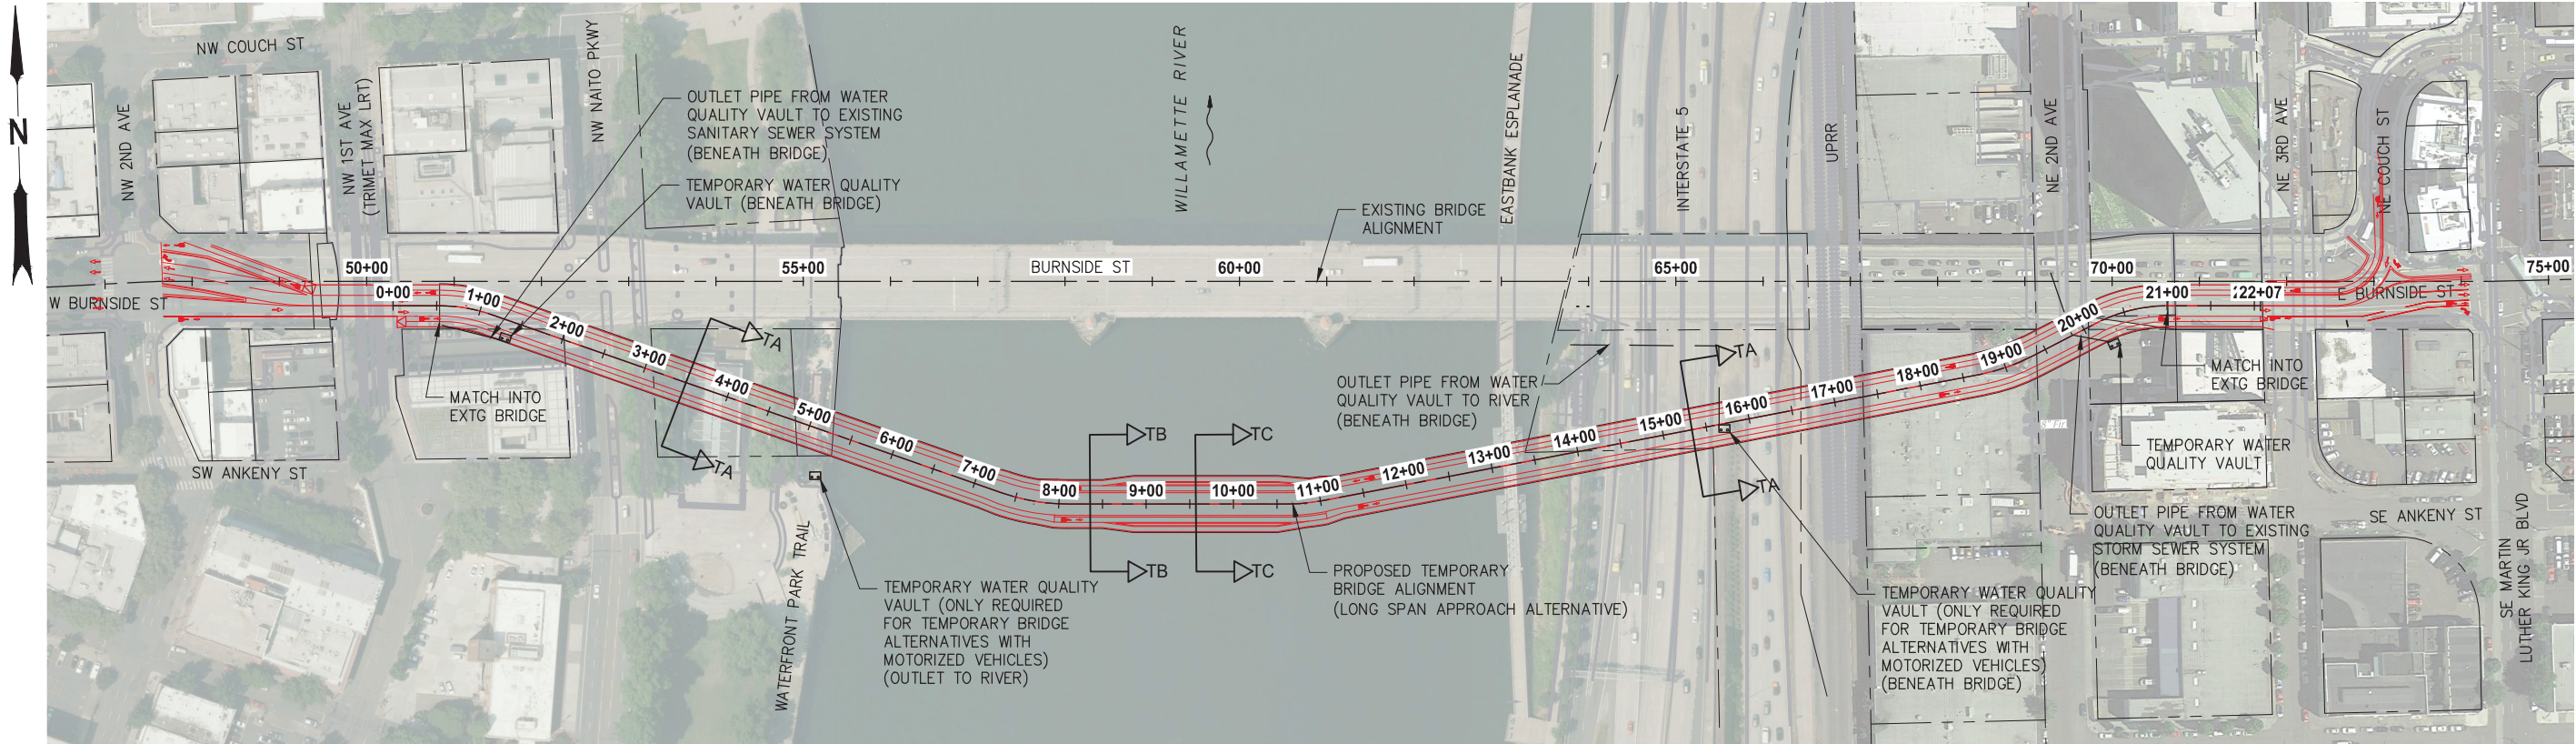 N
NW COUCH ST
NW 2ND AVE
NW 1ST AVE
(TRIMET MAX LRT)
NW NAITO PKWY
OUTLET PIPE FROM WATER
QUALITY VAULT TO EXISTING
SANITARY SEWER SYSTEM
(BENEATH BRIDGE)
TEMPORARY WATER QUALITY
VAULT (BENEATH BRIDGE)
WILLAMETTE RIVER
EXISTING BRIDGE
ALIGNMENT
EASTBANK ESPLANADE
INTERSTATE 5
UPRR
NE 2ND AVE
NE 3RD AVE
NE COUCH ST
50+00
55+00
BURNSIDE ST
60+00
65+00
70+00
75+00
W BURNSIDE ST
E BURNSIDE ST
0+00
1+00
2+00
3+00
4+00
5+00
6+00
7+00
8+00
9+00
10+00
11+00
12+00
13+00
14+00
15+00
16+00
17+00
18+00
19+00
20+00
21+00
22+07
TA
TA
TB
TB
TC
TC
TA
TA
MATCH INTO
EXTG BRIDGE
SW ANKENY ST
OUTLET PIPE FROM WATER
QUALITY VAULT TO RIVER
(BENEATH BRIDGE)
MATCH INTO
EXTG BRIDGE
TEMPORARY WATER
QUALITY VAULT
OUTLET PIPE FROM WATER
QUALITY VAULT TO EXISTING
STORM SEWER SYSTEM
(BENEATH BRIDGE)
SE ANKENY ST
SE MARTIN
LUTHER KING JR BLVD
WATERFRONT PARK TRAIL
TEMPORARY WATER QUALITY
VAULT (ONLY REQUIRED
FOR TEMPORARY BRIDGE
ALTERNATIVES WITH
MOTORIZED VEHICLES)
(OUTLET TO RIVER)
PROPOSED TEMPORARY
BRIDGE ALIGNMENT
(LONG SPAN APPROACH ALTERNATIVE)
TEMPORARY WATER QUALITY
VAULT (ONLY REQUIRED
FOR TEMPORARY BRIDGE
ALTERNATIVES WITH
MOTORIZED VEHICLES)
(BENEATH BRIDGE)